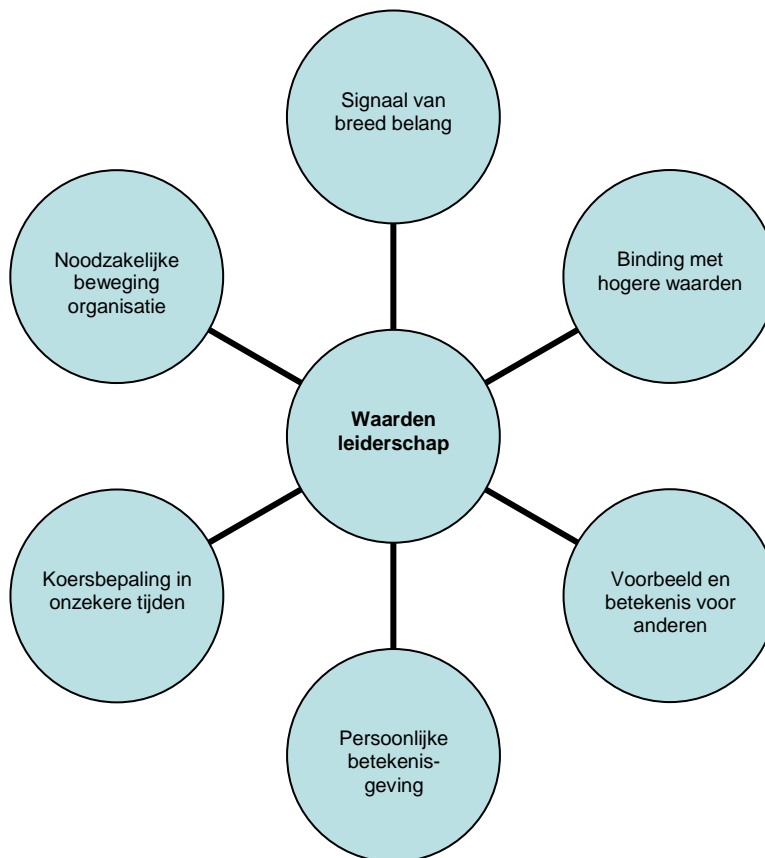 Signaal van
breed belang
Noodzakelijke
beweging
organisatie
Binding met
hogere waarden
Waarden
leiderschap
Koersbepaling in
onzekere tijden
Voorbeeld en
betekenis voor
anderen
Persoonlijke
betekenis-
geving